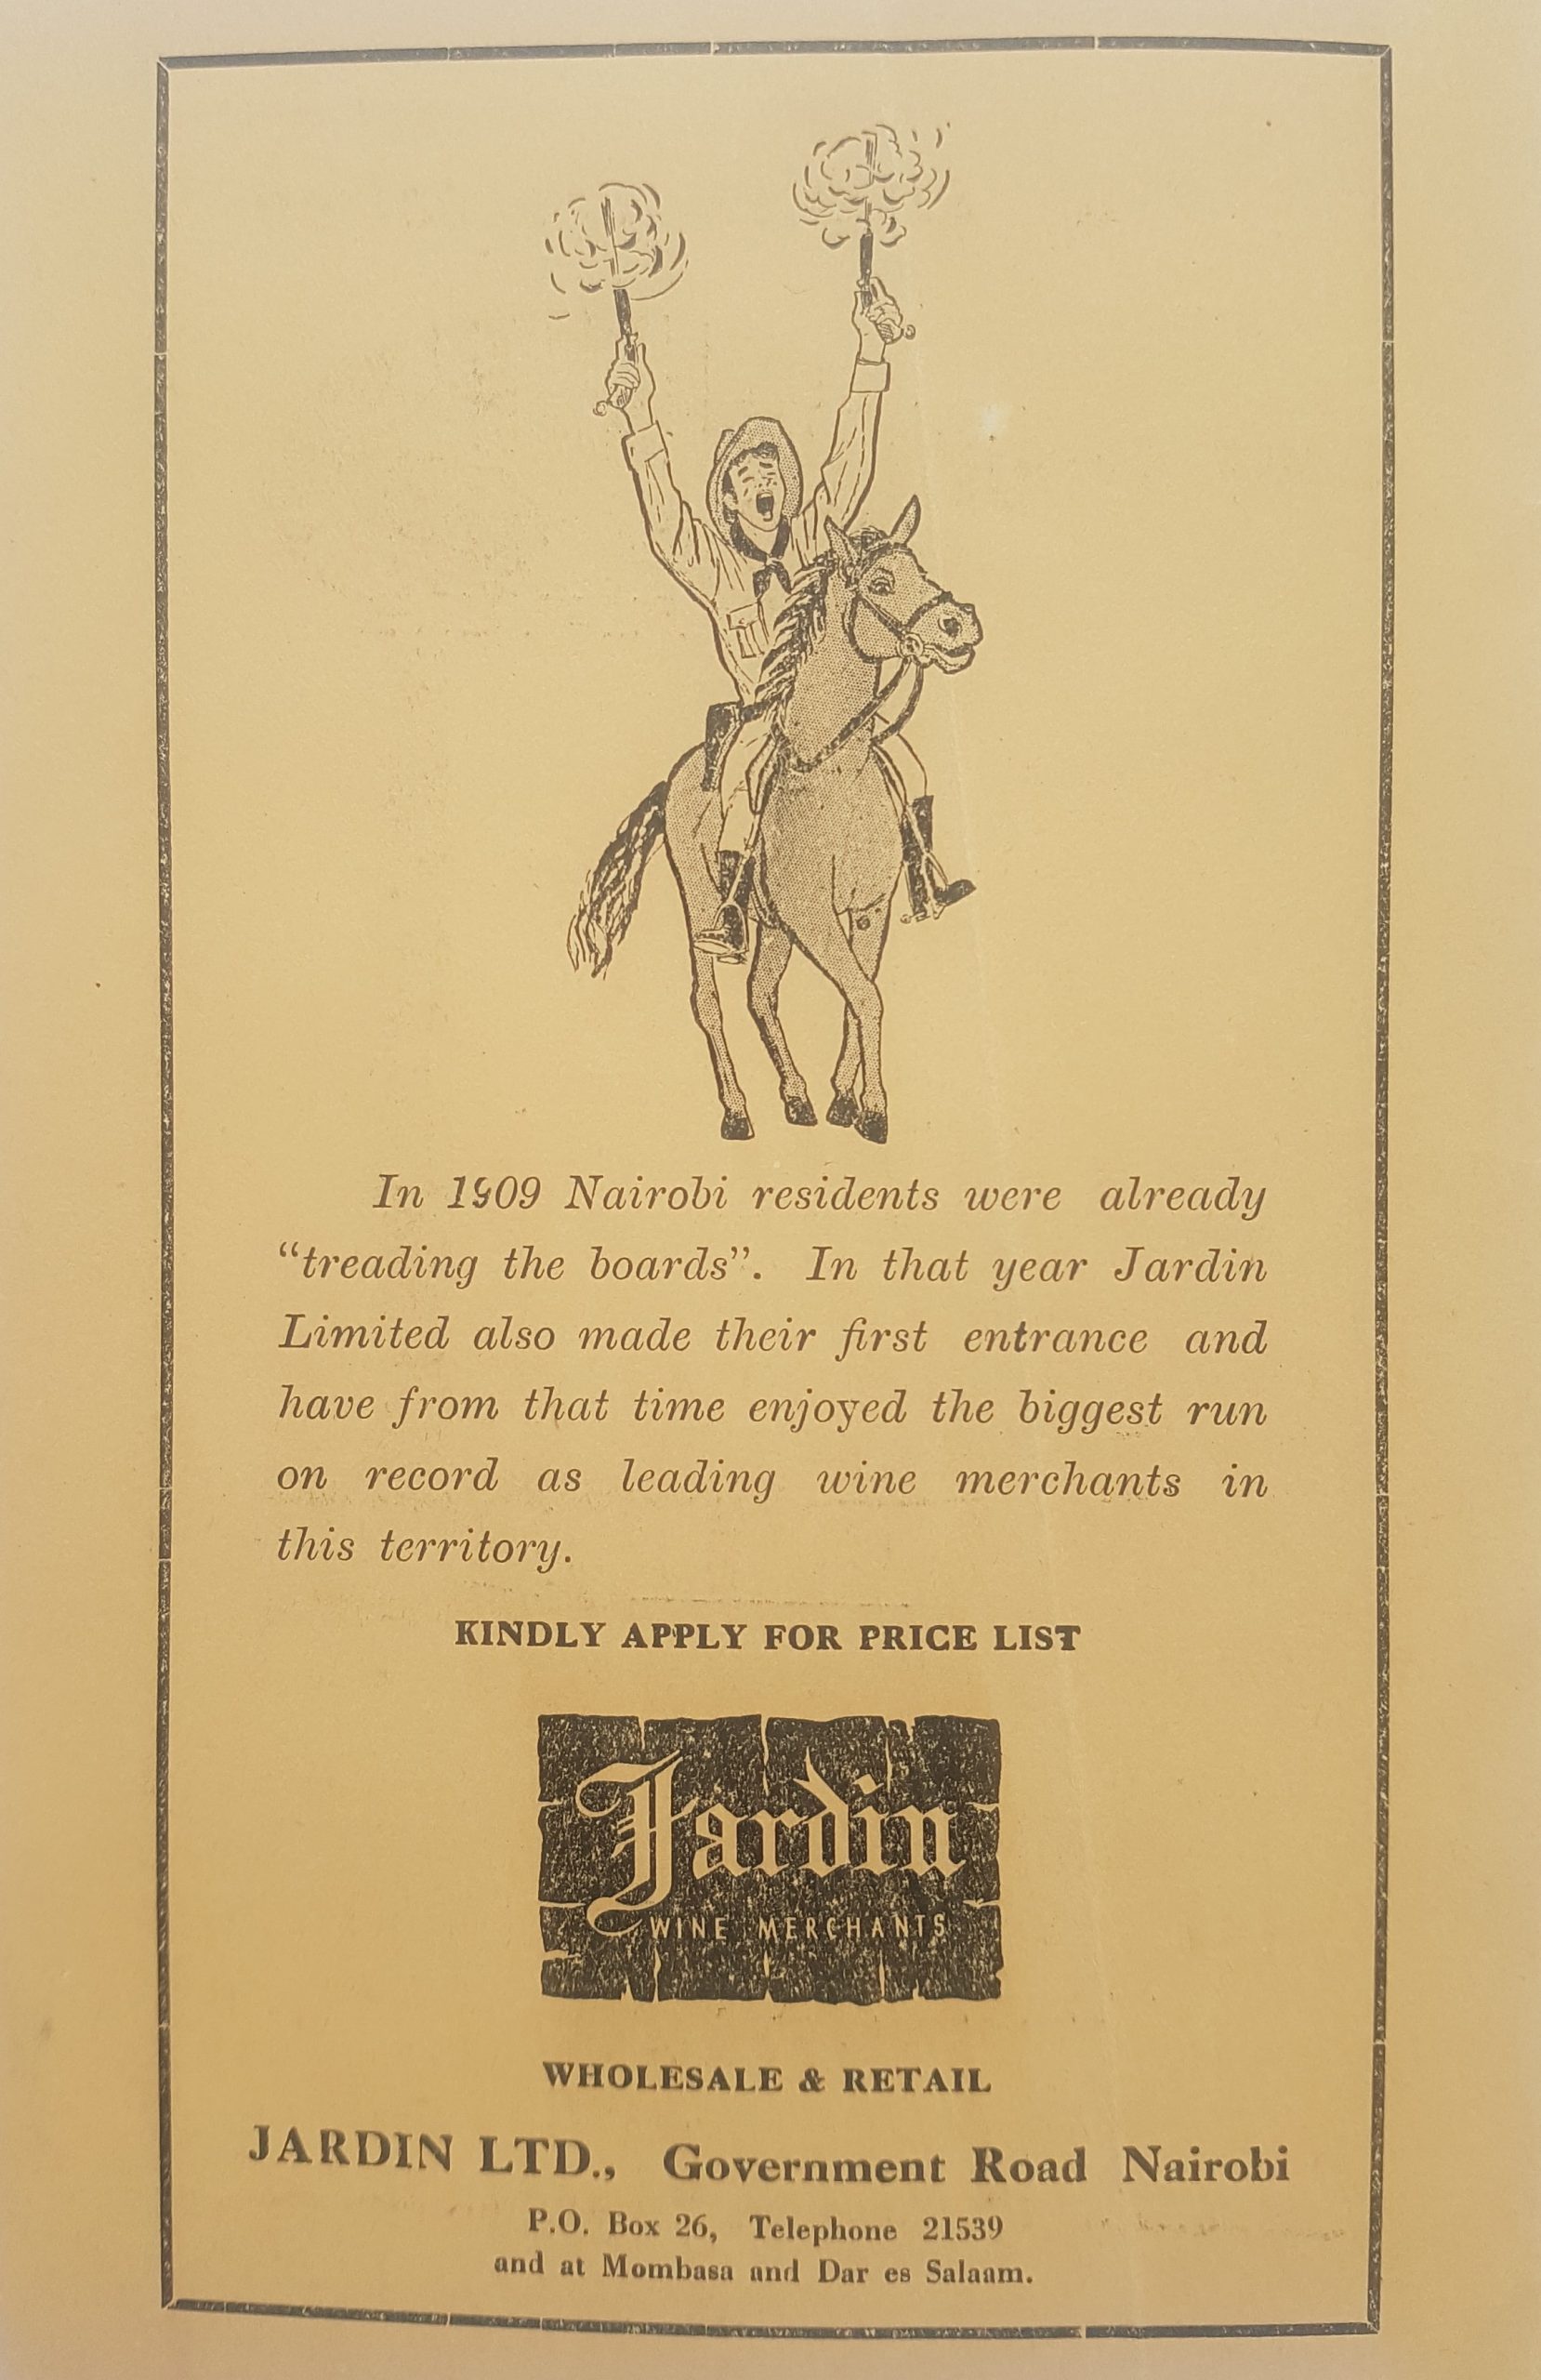 In 1909 Nairobi residents were already
“treading the boards”. In that year Jardin
Limited also made their first entrance and
have from that time enjoyed the biggest run
on record as leading wine merchants in
this territory.
KINDLY APPLY FOR PRICE LIST
Jardin
WINE MERCHANTS
WHOLESALE & RETAIL
JARDIN LTD., Government Road Nairobi
P.O. Box 26, Telephone 21539
and at Mombasa and Dar es Salaam.